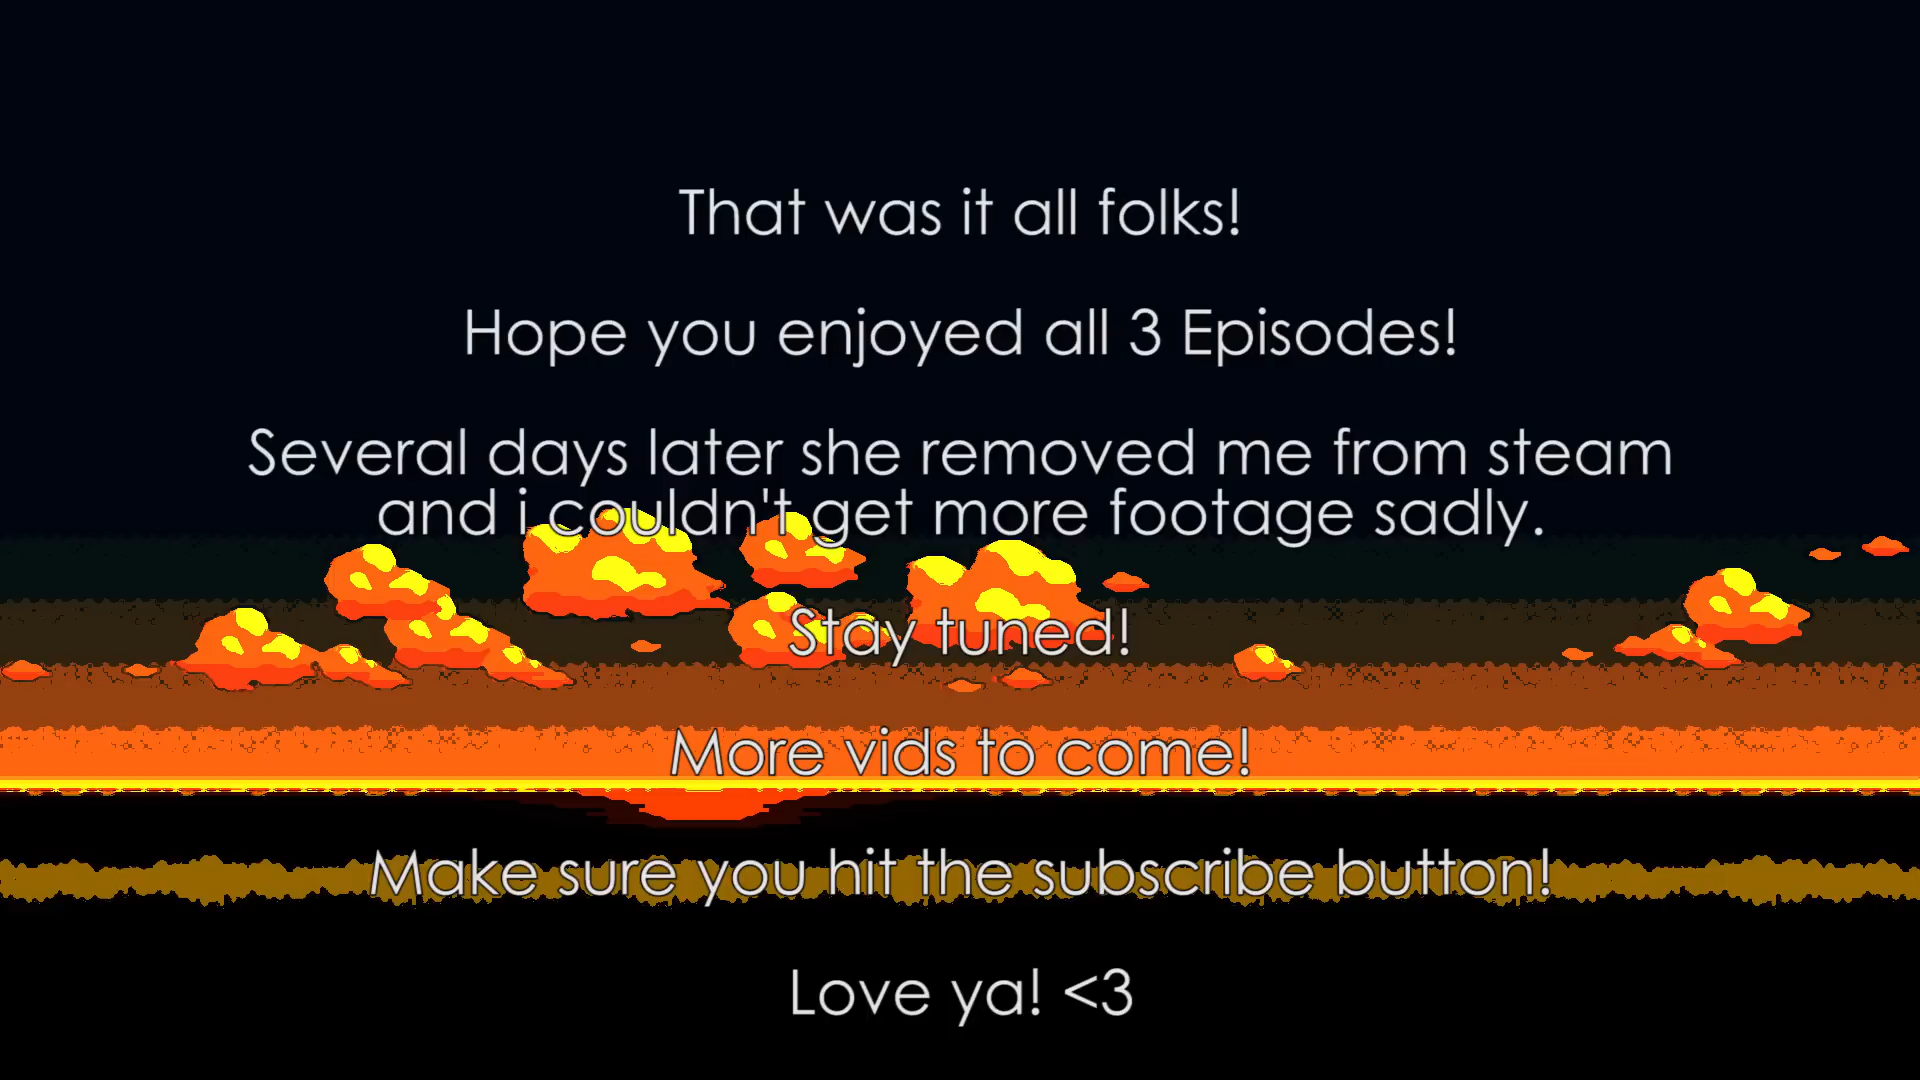 That was it all folks!
Hope you enjoyed all 3 Episodes!
Several days later she removed me from steam
and i couldn't get more footage sadly.
Stay tuned!
More vids to come!
Make sure you hit the subscribe button!
Love ya! <3